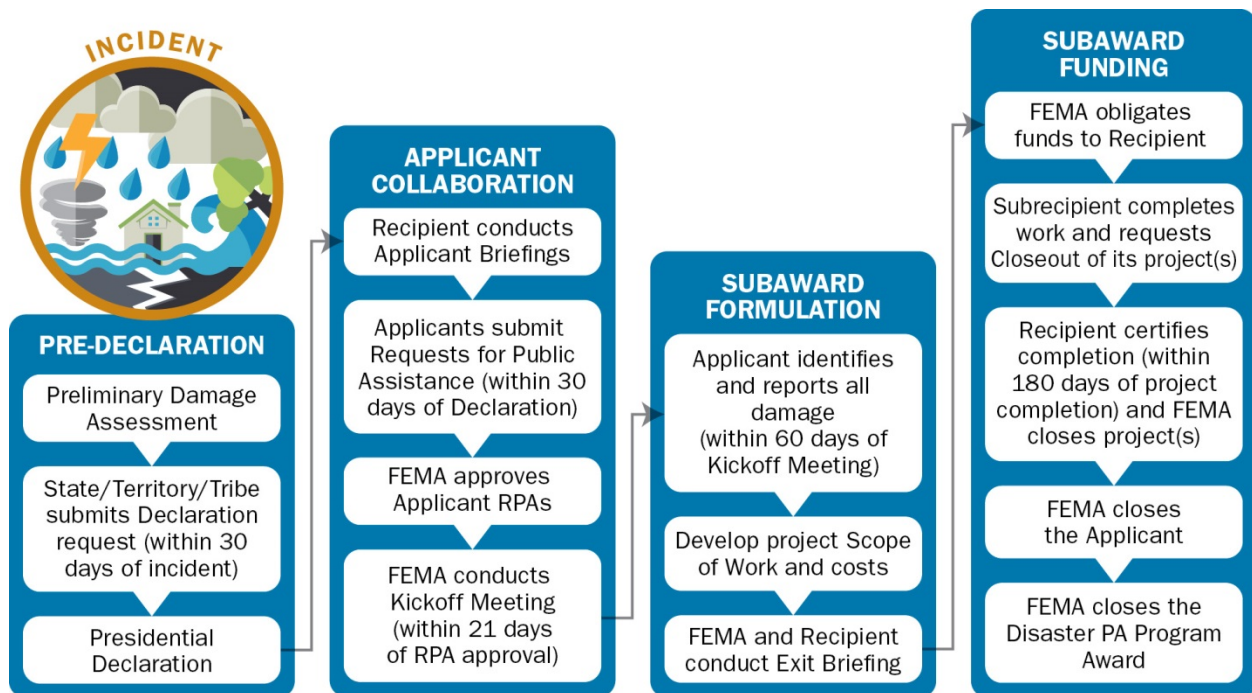 INCIDENT
PRE-DECLARATION
Preliminary Damage
Assessment
State/Territory/Tribe
submits Declaration
request (within 30
days of incident)
Presidential
Declaration
APPLICANT
COLLABORATION
Recipient conducts
Applicant Briefings
Applicants submit
Requests for Public
Assistance (within 30
days of Declaration)
FEMA approves
Applicant RPAs
FEMA conducts
Kickoff Meeting
(within 21 days
of RPA approval)
SUBAWARD
FORMULATION
Applicant identifies
and reports all
damage
(within 60 days of
Kickoff Meeting)
Develop project Scope
of Work and costs
FEMA and Recipient
conduct Exit Briefing
SUBAWARD
FUNDING
FEMA obligates
funds to Recipient
Subrecipient completes
work and requests
Closeout of its project(s)
Recipient certifies
completion (within
180 days of project
completion) and FEMA
closes project(s)
FEMA closes
the Applicant
FEMA closes the
Disaster PA Program
Award